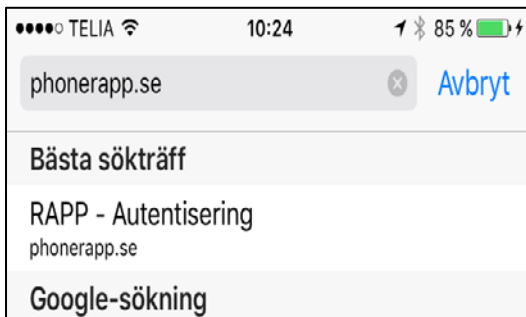 TELIA 10:24 85 %
phonerapp.se Avbryt
Bästa sökträff
RAPP - Autentisering
phonerapp.se
Google-sökning